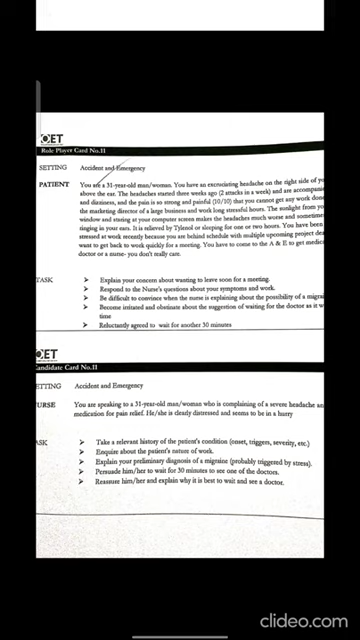 OET
Role Player Card No.11
SETTING Accident and Emergency
PATIENT You are a 31-year-old man/woman. You have an excruciating headache on the right side of
above the ear. The headaches started three weeks ago (2 attacks in a week) and are
and dizziness, and the pain is so strong and painful (10/10) that you cannot get any work
the marketing director of a large business and work long stressful hours. The sunlight from
window and staring at your computer screen makes the headaches much worse and
ringing in your ears. It is relieved by Tylenol or sleeping for one or two hours. You have been
stressed at work recently because you are behind schedule with multiple upcoming project
want to get back to work quickly for a meeting. You have to come to the A & E to get
doctor or a nurse- you don't really care.
TASK ➤ Explain your concern about wanting to leave soon for a meeting.
➤ Respond to the Nurse's questions about your symptoms and work.
➤ Be difficult to convince when the nurse is explaining about the possibility of a
➤ Become irritated and obstinate about the suggestion of waiting for the doctor as it
time
➤ Reluctantly agreed to wait for another 30 minutes
OET
Candidate Card No.11
SETTING Accident and Emergency
NURSE You are speaking to a 31-year-old man/woman who is complaining of a severe headache
medication for pain relief. He/she is clearly distressed and seems to be in a hurry
TASK ➤ Take a relevant history of the patient's condition (onset, triggers, severity, etc.)
➤ Enquire about the patient's nature of work.
➤ Explain your preliminary diagnosis of a migraine (probably triggered by stress).
➤ Persuade him/her to wait for 30 minutes to see one of the doctors.
➤ Reassure him/her and explain why it is best to wait and see a doctor.
clideo.com